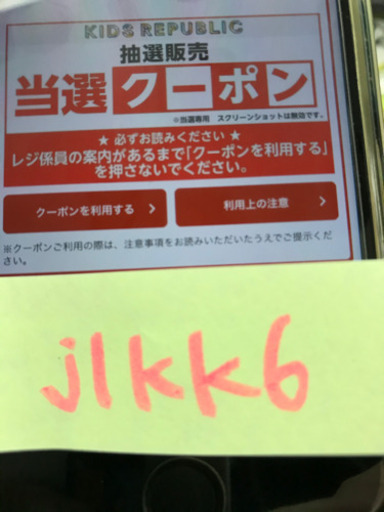 KIDS REPUBLIC
抽選販売
当選クーポン
※当選専用 スクリーンショットは無効です。
★ 必ずお読みください ★
レジ係員の案内があるまで「クーポンを利用する」
を押さないでください。
クーポンを利用する
利用上の注意
※クーポンご利用の際は、注意事項をお読みいただいたうえでご提示くだ
さい。
jlkk6